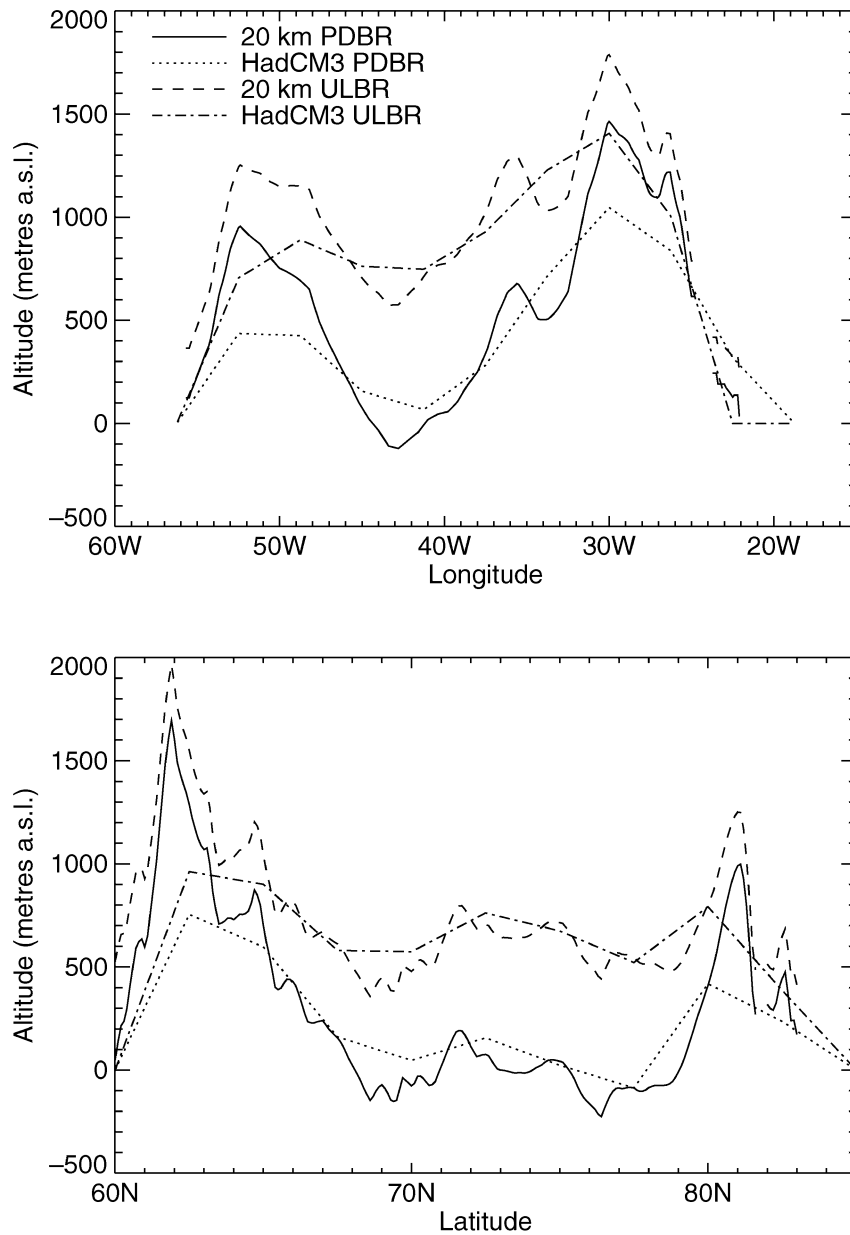 2000
20 km PDBR
HadCM3 PDBR
20 km ULBR
HadCM3 ULBR
1500
1000
500
0
–500
Altitude (metres a.s.l.)
60W 50W 40W 30W 20W
Longitude
2000
1500
1000
500
0
–500
Altitude (metres a.s.l.)
60N 70N 80N
Latitude